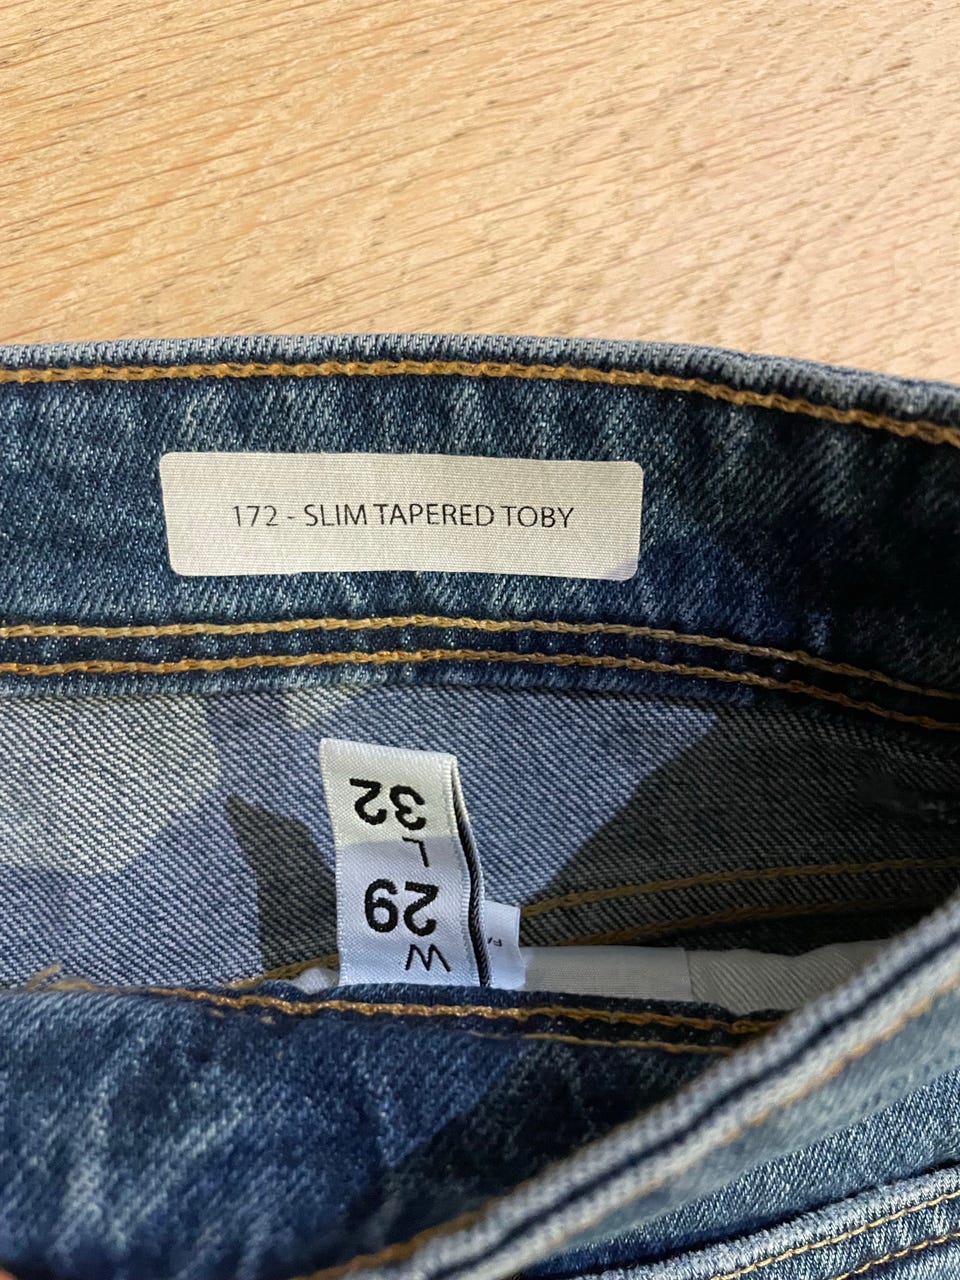 172 - SLIM TAPERED TOBY
W
29
L
32